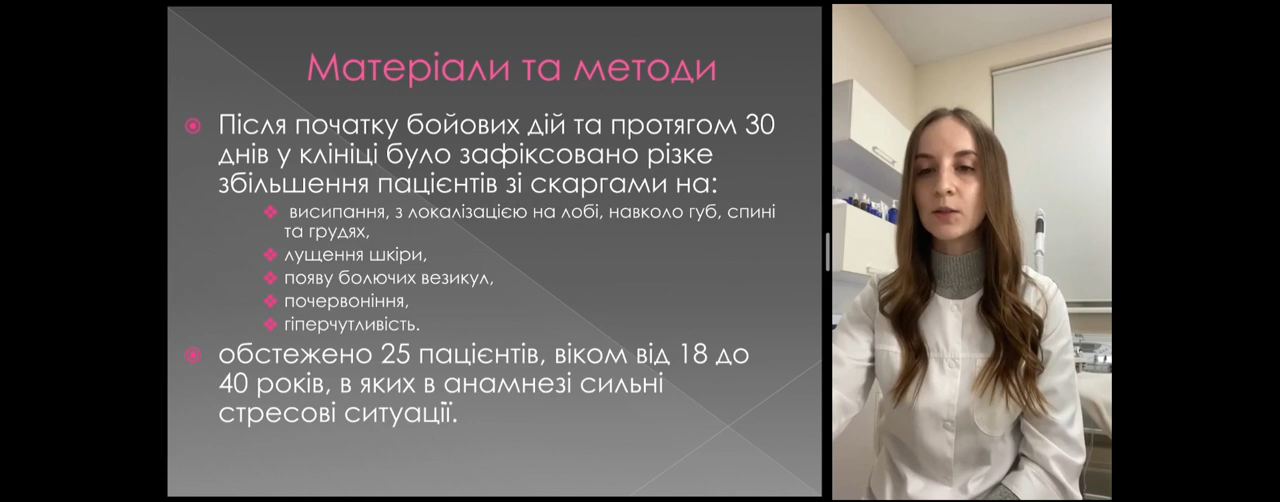 Матеріали та методи
Після початку бойових дій та протягом 30
днів у клініці було зафіксовано різке
збільшення пацієнтів зі скаргами на:
висипання, з локалізацією на лобі, навколо губ, спині
та грудях,
лущення шкіри,
появу болючих везикул,
почервоніння,
гіперчутливість.
обстежено 25 пацієнтів, віком від 18 до
40 років, в яких в анамнезі сильні
стресові ситуації.